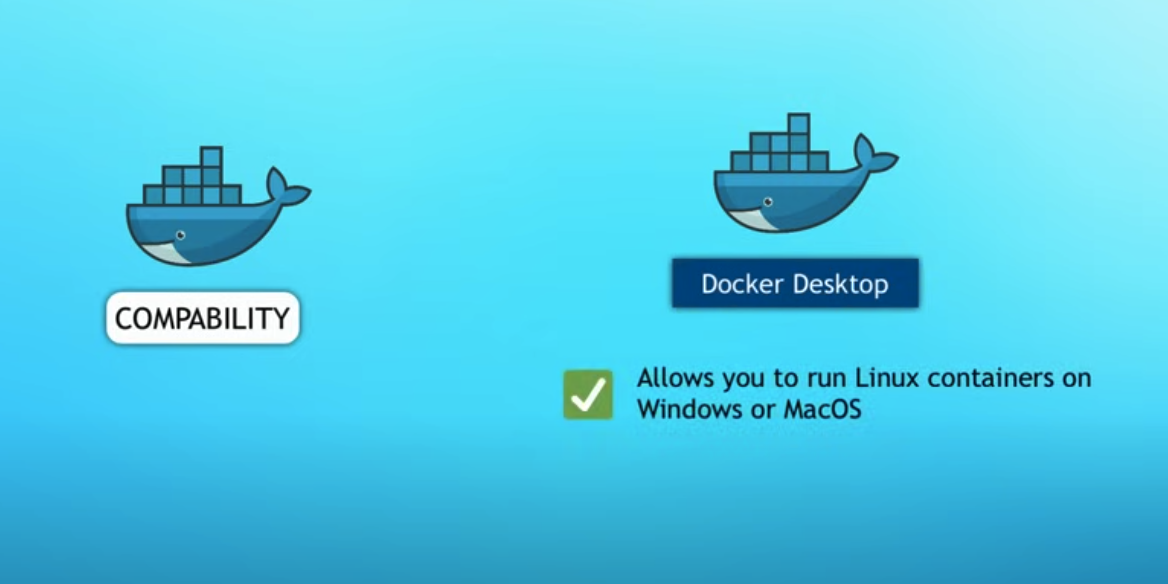 COMPABILITY
Docker Desktop
Allows you to run Linux containers on
Windows or MacOS